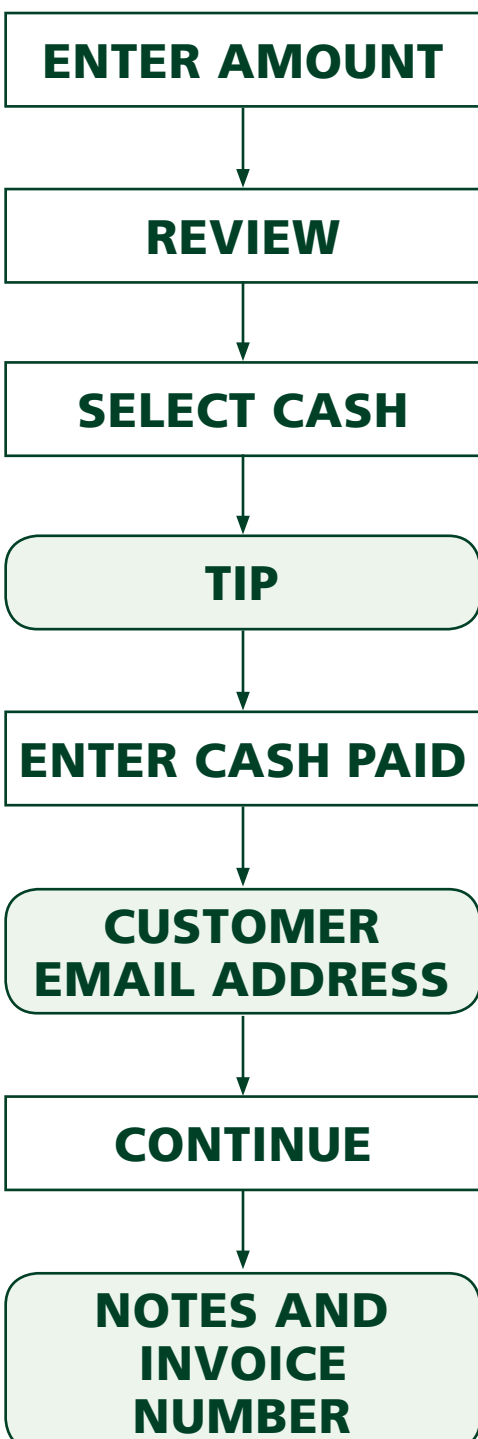 ENTER AMOUNT
REVIEW
SELECT CASH
TIP
ENTER CASH PAID
CUSTOMER
EMAIL ADDRESS
CONTINUE
NOTES AND
INVOICE
NUMBER